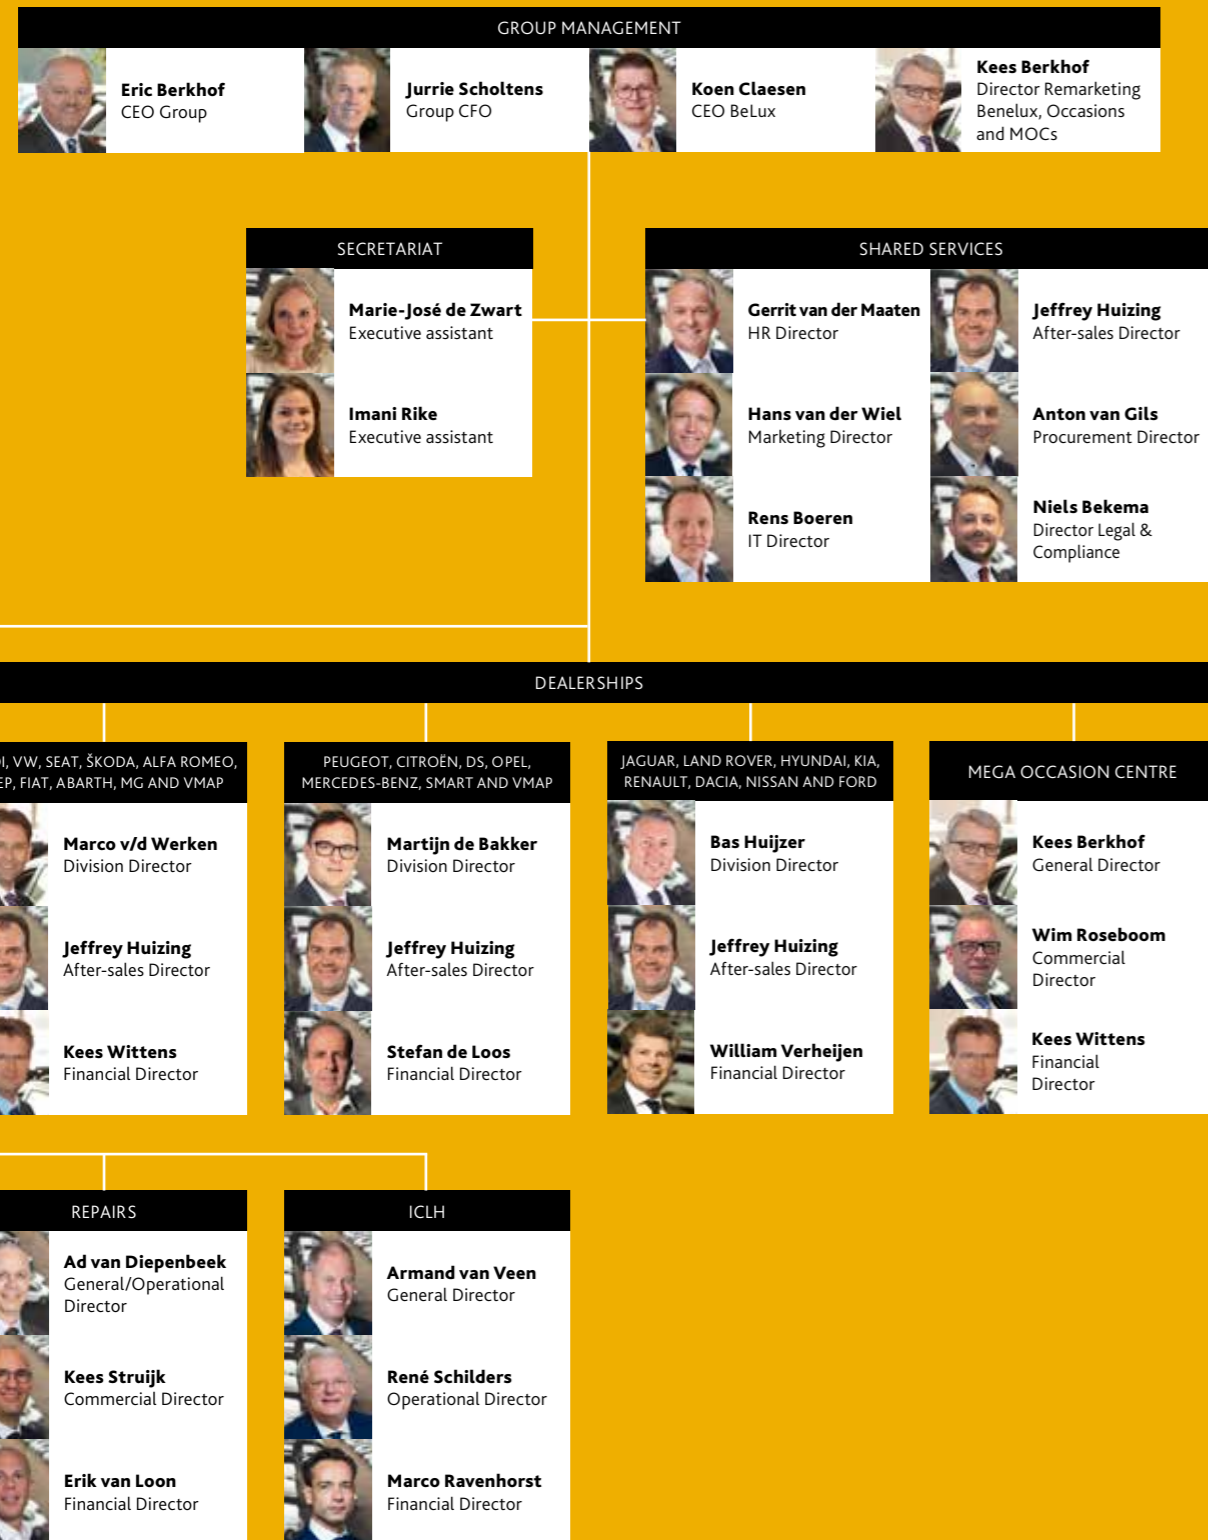 GROUP MANAGEMENT
Eric Berkhof
CEO Group
Jurrie Scholtens
Group CFO
Koen Claesen
CEO BeLux
Kees Berkhof
Director Remarketing
Benelux, Occasions
and MOCs
SECRETARIAT
Marie-José de Zwart
Executive assistant
Imani Rike
Executive assistant
SHARED SERVICES
Gerrit van der Maaten
HR Director
Jeffrey Huizing
After-sales Director
Hans van der Wiel
Marketing Director
Anton van Gils
Procurement Director
Rens Boeren
IT Director
Niels Bekema
Director Legal &
Compliance
DEALERSHIPS
VW, SEAT, ŠKODA, ALFA ROMEO,
FIAT, ABARTH, MG AND VMAP
Marco v/d Werken
Division Director
Jeffrey Huizing
After-sales Director
Kees Wittens
Financial Director
PEUGEOT, CITROËN, DS, OPEL,
MERCEDES-BENZ, SMART AND VMAP
Martijn de Bakker
Division Director
Jeffrey Huizing
After-sales Director
Stefan de Loos
Financial Director
JAGUAR, LAND ROVER, HYUNDAI, KIA,
RENAULT, DACIA, NISSAN AND FORD
Bas Huijzer
Division Director
Jeffrey Huizing
After-sales Director
William Verheijen
Financial Director
MEGA OCCASION CENTRE
Kees Berkhof
General Director
Wim Roseboom
Commercial
Director
Kees Wittens
Financial
Director
REPAIRS
Ad van Diepenbeek
General/Operational
Director
Kees Struijk
Commercial Director
Erik van Loon
Financial Director
ICLH
Armand van Veen
General Director
René Schilders
Operational Director
Marco Ravenhorst
Financial Director